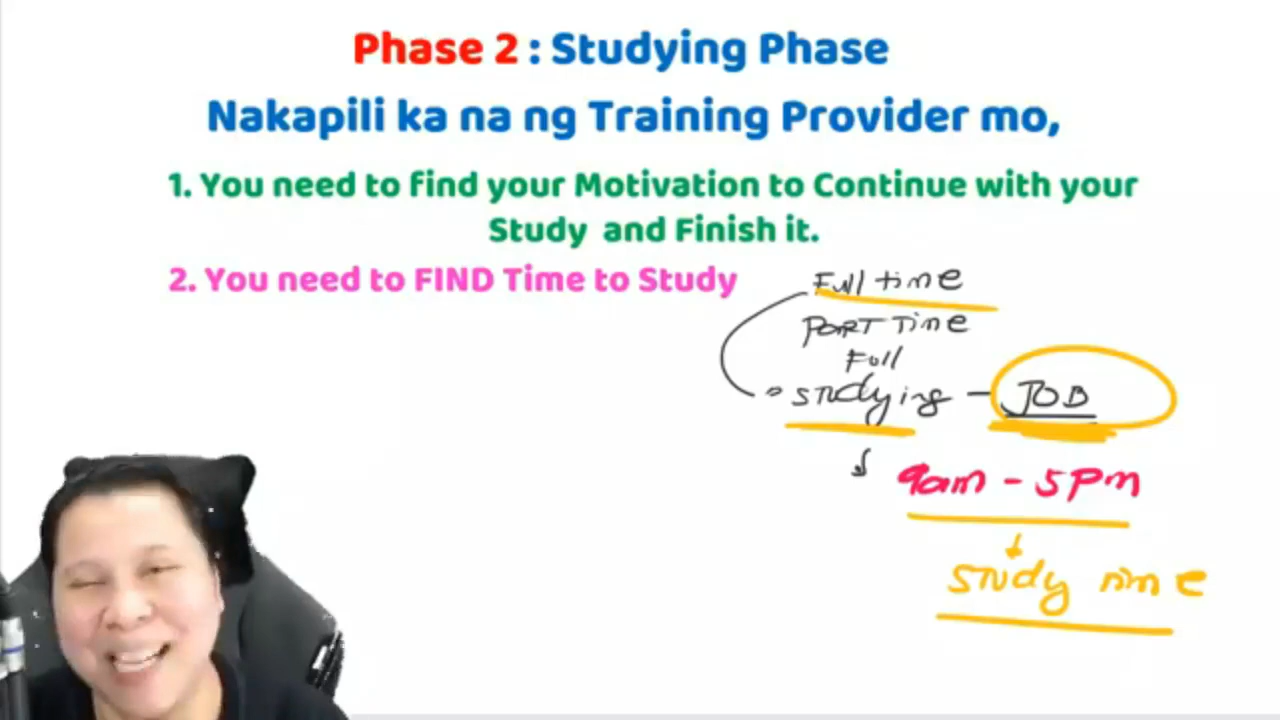 Phase 2 : Studying Phase
Nakapili ka na ng Training Provider mo,
1. You need to find your Motivation to Continue with your
Study and Finish it.
2. You need to FIND Time to Study
Full time
PART TIME
Full
studying - JOB
9am - 5pm
study time